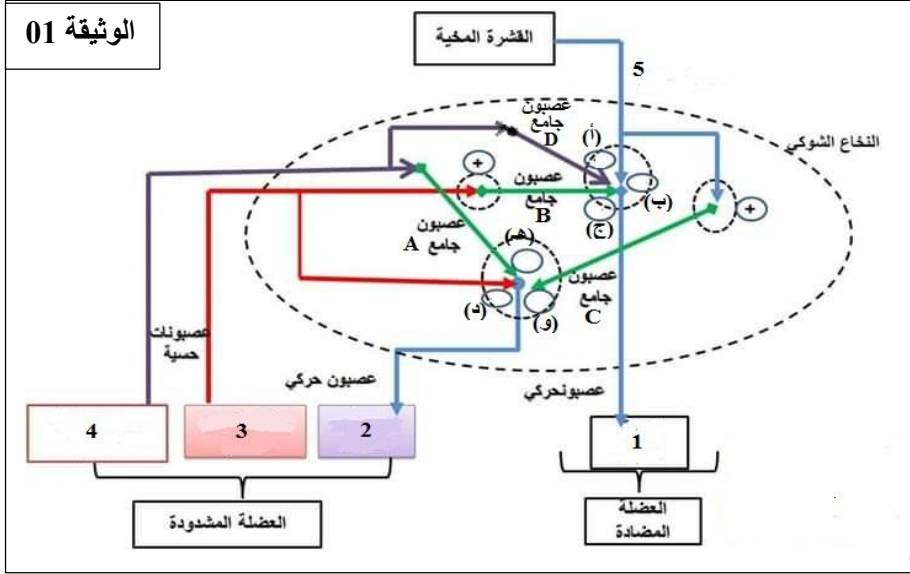 الوثيقة 01
القشرة المخية
5
النخاع الشوكي
عصبون
جامع
D
(أ)
+
عصبون
جامع
B
(ب)
+
(ج)
عصبون
جامع
A
(هـ)
عصبون
جامع
C
(د)
(و)
عصبونات
حسية
عصبون حركي
عصبونحركي
4
3
2
1
العضلة المشدودة
العضلة
المضادة